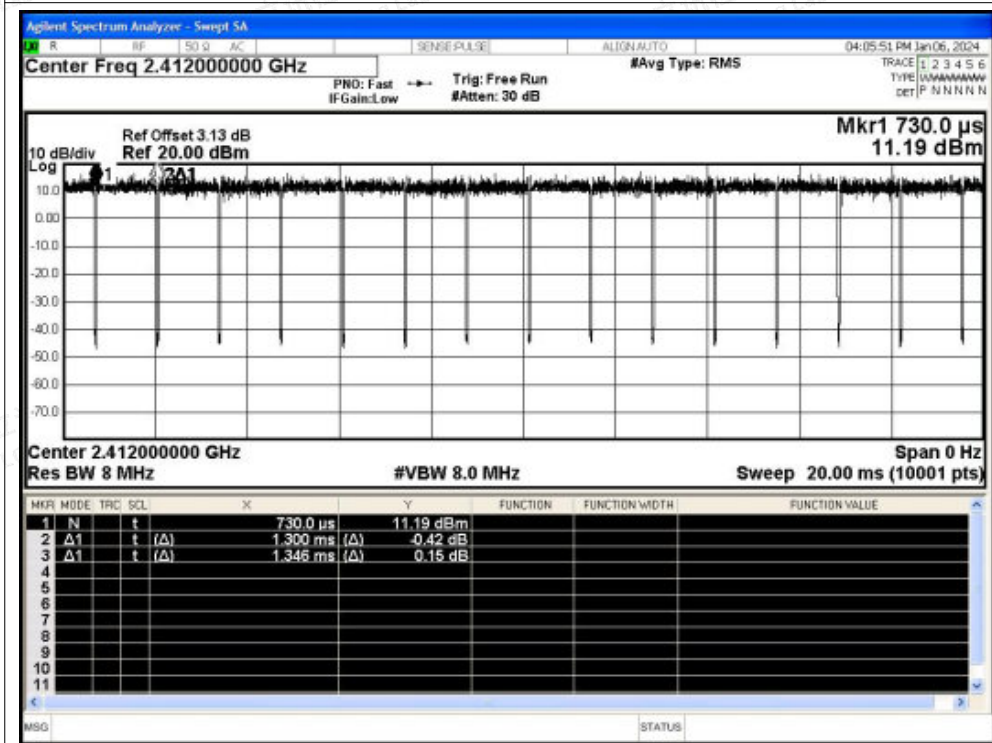 Agilent Spectrum Analyzer - Swept SA
LXI R RF 50 Ω AC SENSE:PULSE ALIGN AUTO 04:05:51 PM Jan 06, 2024
Center Freq 2.412000000 GHz #Avg Type: RMS TRACE 1 2 3 4 5 6
PNO: Fast Trig: Free Run TYPE WWWWWW
IFGain:Low #Atten: 30 dB DET P N N N N N
Mkr1 730.0 µs
Ref Offset 3.13 dB
10 dB/div Ref 20.00 dBm 11.19 dBm
Log
1 2Δ1
10.0
0.00
-10.0
-20.0
-30.0
-40.0
-50.0
-60.0
-70.0
Center 2.412000000 GHz Span 0 Hz
Res BW 8 MHz #VBW 8.0 MHz Sweep 20.00 ms (10001 pts)
MKR MODE TRC SCL X Y FUNCTION FUNCTION WIDTH FUNCTION VALUE
1 N t 730.0 µs 11.19 dBm
2 Δ1 t (Δ) 1.300 ms (Δ) -0.42 dB
3 Δ1 t (Δ) 1.346 ms (Δ) 0.15 dB
4
5
6
7
8
9
10
11
MSG STATUS